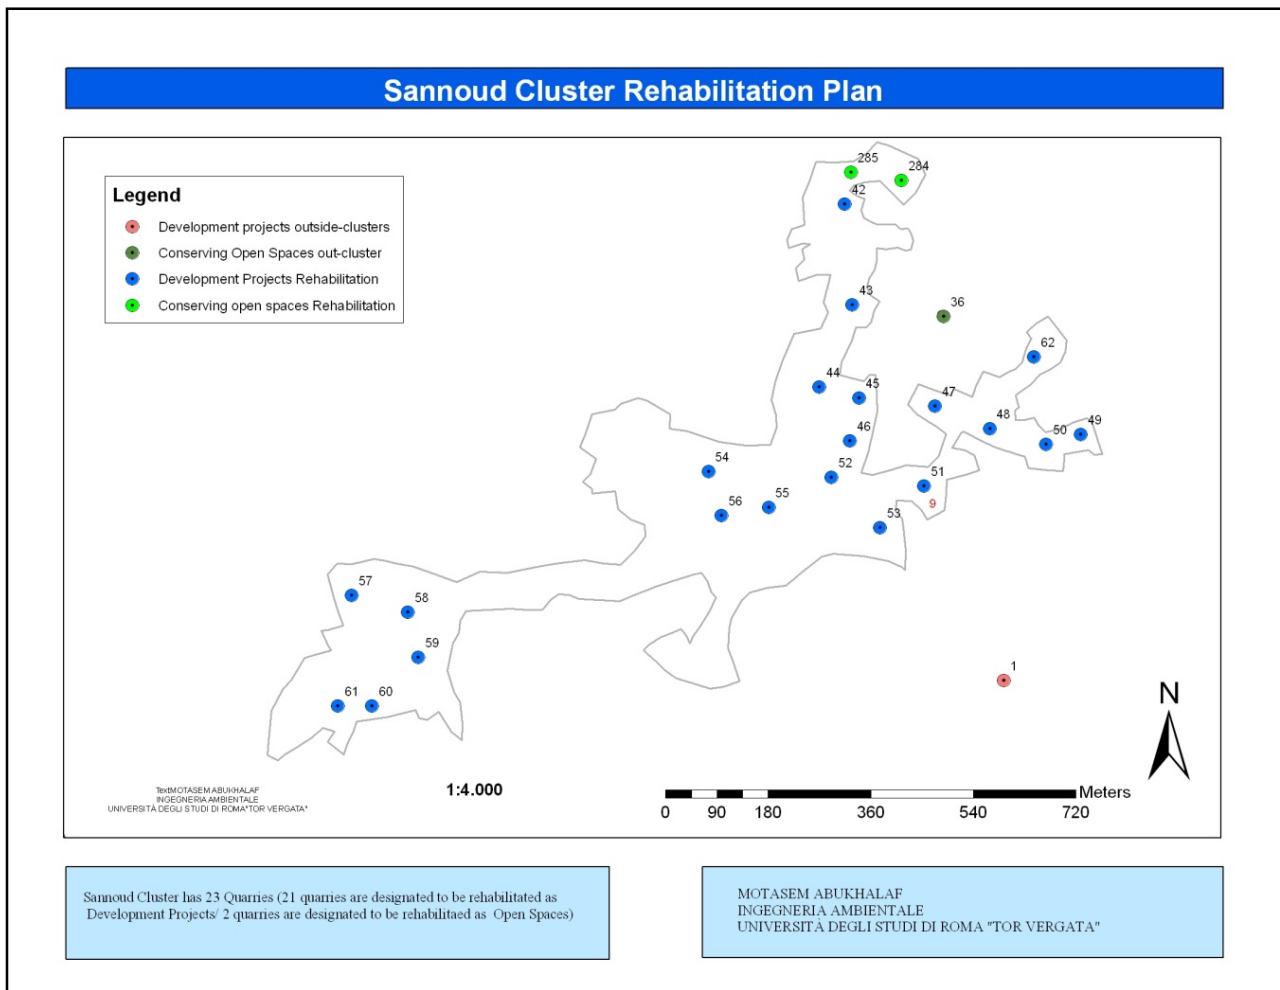 Sannoud Cluster Rehabilitation Plan
Legend
Development projects outside-clusters
Conserving Open Spaces out-cluster
Development Projects Rehabilitation
Conserving open spaces Rehabilitation
285
284
42
43
36
62
44
45
47
48
49
46
50
54
52
51
55
9
56
53
57
58
59
1
61
60
N
TextMOTASEM ABUKHALAF
INGEGNERIA AMBIENTALE
UNIVERSITÀ DEGLI STUDI DI ROMA"TOR VERGATA"
1:4.000
Meters
0 90 180 360 540 720
Sannoud Cluster has 23 Quarries (21 quarries are designated to be rehabilitated as
Development Projects/ 2 quarries are designated to be rehabilitaed as Open Spaces)
MOTASEM ABUKHALAF
INGEGNERIA AMBIENTALE
UNIVERSITÀ DEGLI STUDI DI ROMA "TOR VERGATA"